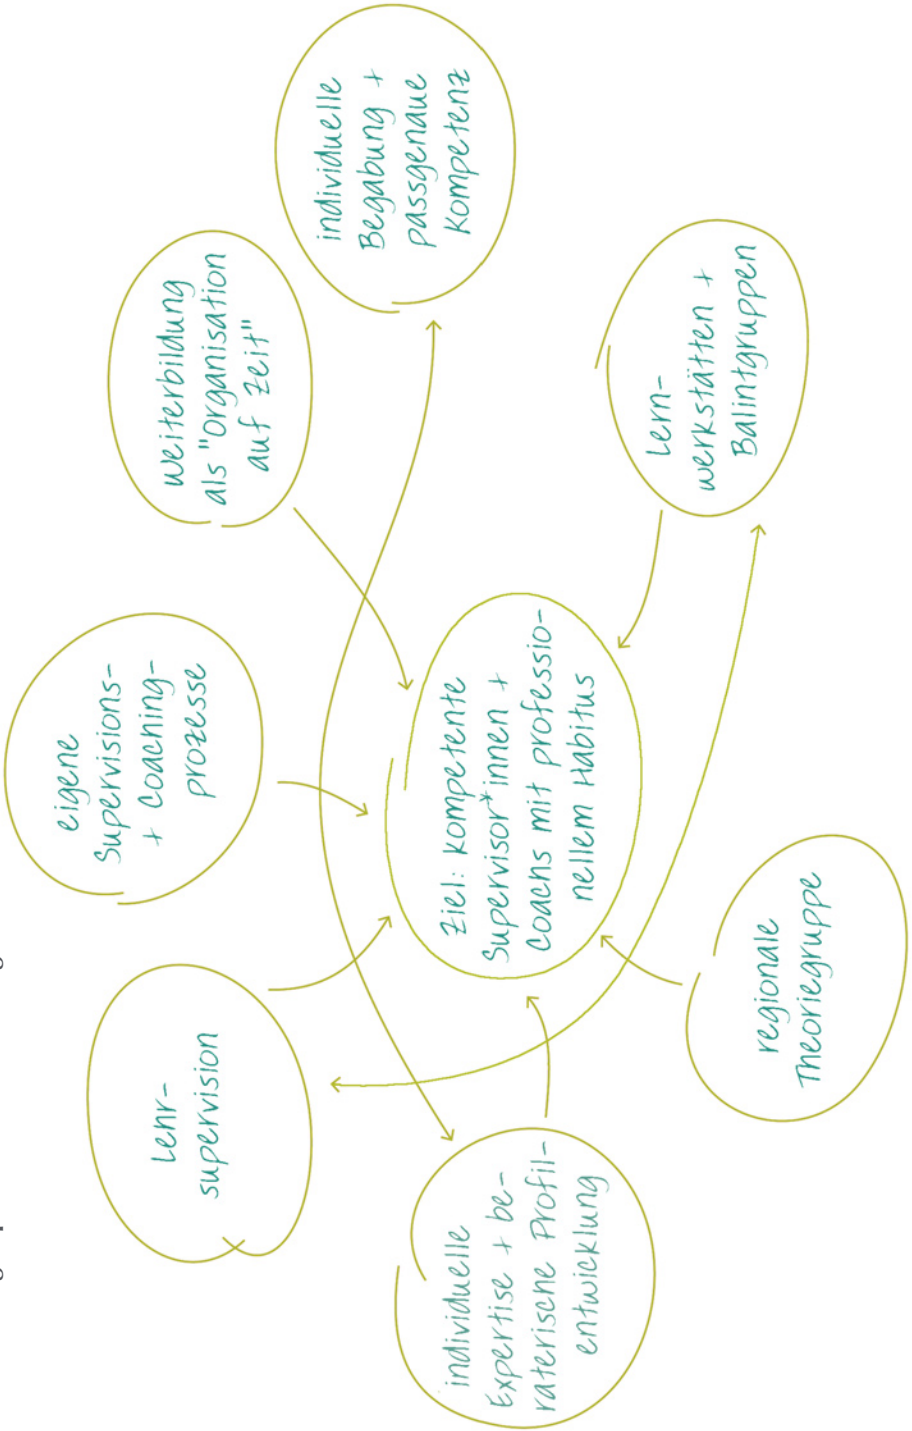 eigene
Supervisions-
+ Coaching-
prozesse
Lehr-
supervision
Weiterbildung
als "Organisation
auf Zeit"
individuelle
Begabung +
passgenaue
Kompetenz
Ziel: kompetente
Supervisor*innen +
Coachs mit professio-
nellem Habitus
individuelle
Expertise + be-
raterische Profil-
entwicklung
Lern-
werkstätten +
Balintgruppen
regionale
Theoriegruppe